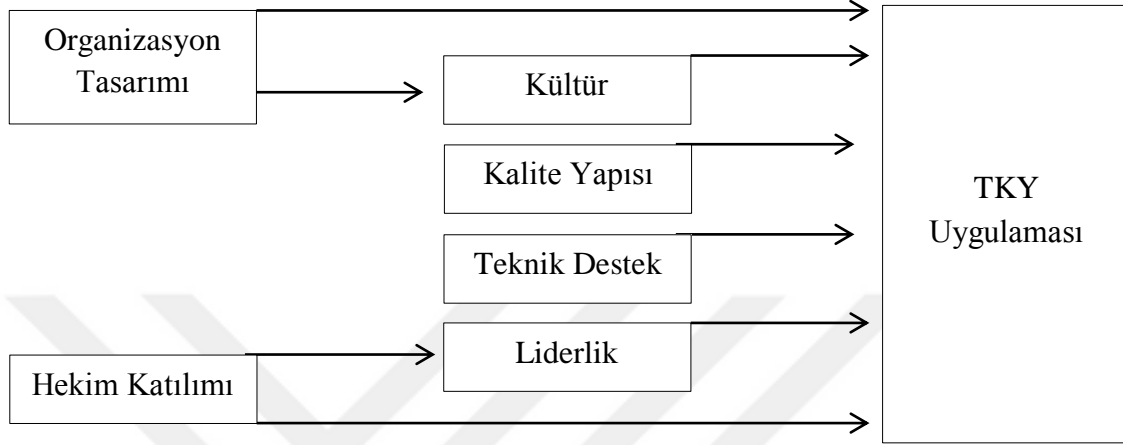 Organizasyon
Tasarımı
Kültür
Kalite Yapısı
Teknik Destek
Liderlik
Hekim Katılımı
TKY
Uygulaması